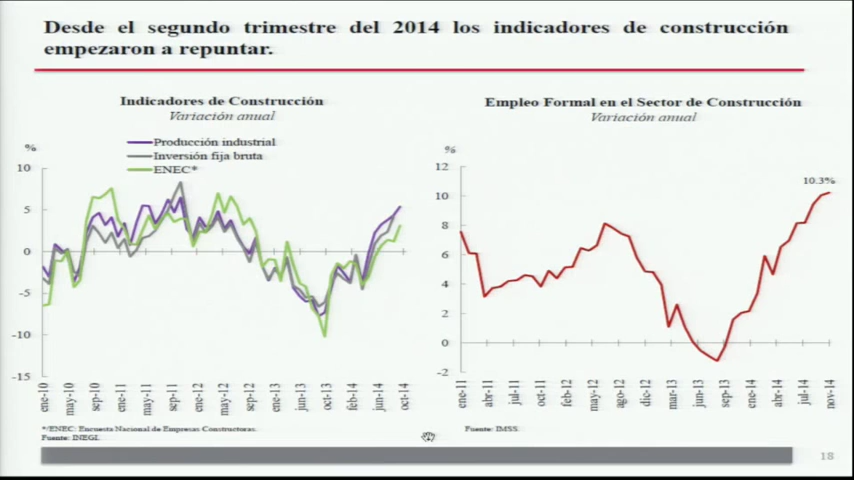 Desde el segundo trimestre del 2014 los indicadores de construcción
empezaron a repuntar.
Indicadores de Construcción
Variación anual
%
Producción industrial
Inversión fija bruta
ENEC*
10
5
0
-5
-10
-15
ene-10
may-10
sep-10
ene-11
may-11
sep-11
ene-12
may-12
sep-12
ene-13
jun-13
oct-13
feb-14
jun-14
oct-14
*/ENEC: Encuesta Nacional de Empresas Constructoras.
Fuente: INEGI.
Empleo Formal en el Sector de Construcción
Variación anual
%
10.3%
12
10
8
6
4
2
0
-2
ene-11
abr-11
jul-11
oct-11
feb-12
may-12
ago-12
dic-12
mar-13
jun-13
sep-13
ene-14
abr-14
jul-14
nov-14
Fuente: IMSS.
18